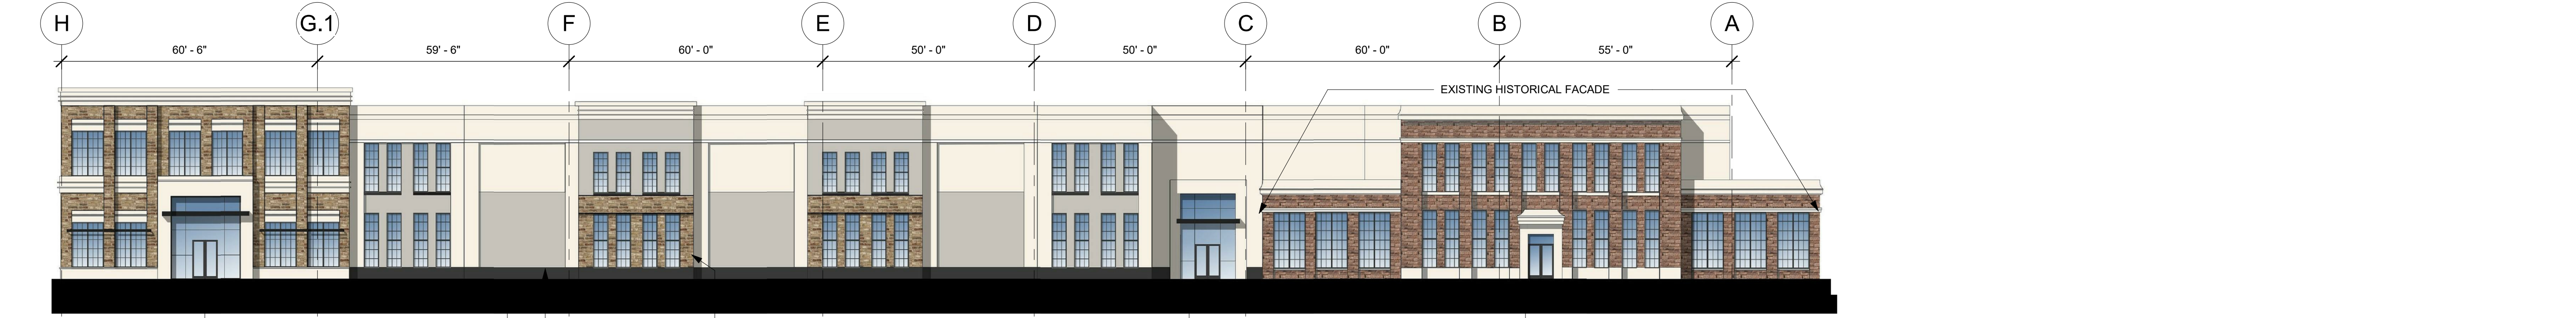 H G.1 F E D C B A
60' - 6" 59' - 6" 60' - 0" 50' - 0" 50' - 0" 60' - 0" 55' - 0"
EXISTING HISTORICAL FACADE